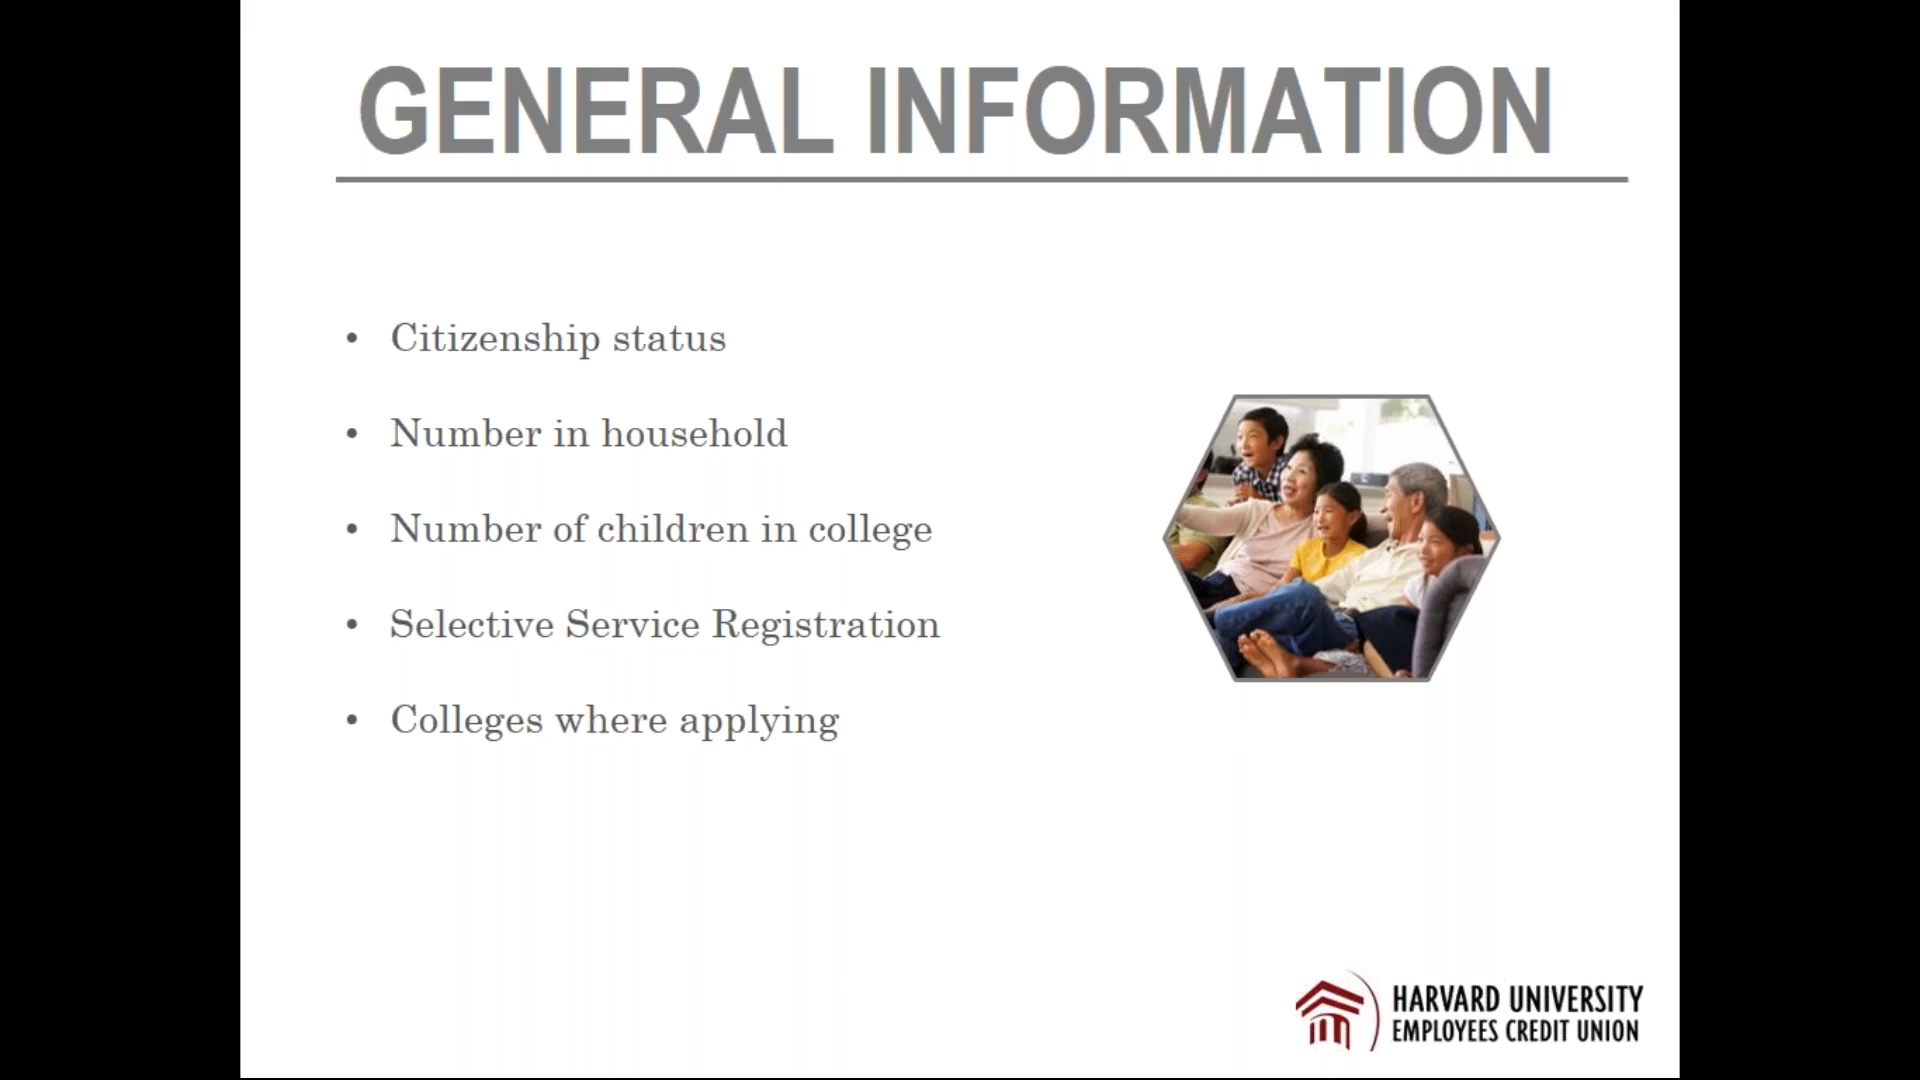 GENERAL INFORMATION
• Citizenship status
• Number in household
• Number of children in college
• Selective Service Registration
• Colleges where applying
HARVARD UNIVERSITY
EMPLOYEES CREDIT UNION